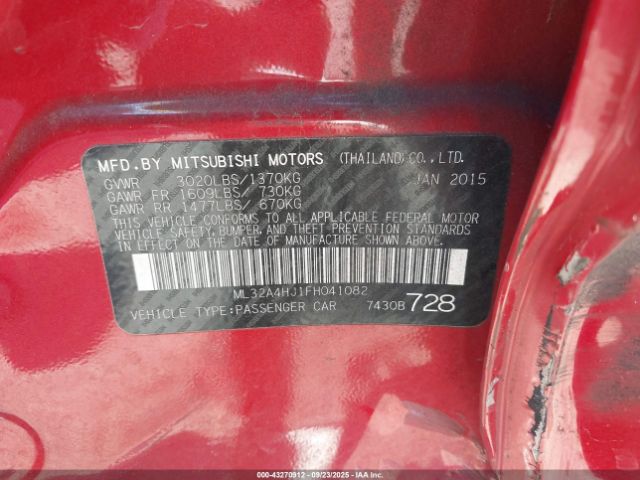 MFD.BY MITSUBISHI MOTORS (THAILAND)CO.,LTD.
GVWR 3020LBS/1370KG JAN 2015
GAWR FR 1609LBS/ 730KG
GAWR RR 1477LBS/ 670KG
THIS VEHICLE CONFORMS TO ALL APPLICABLE FEDERAL MOTOR
VEHICLE SAFETY, BUMPER, AND THEFT PREVENTION STANDARDS
IN EFFECT ON THE DATE OF MANUFACTURE SHOWN ABOVE.
ML32A4HJ1FH041082
VEHICLE TYPE:PASSENGER CAR 7430B 728
000-43270912 - 09/23/2025 - IAAI.COM